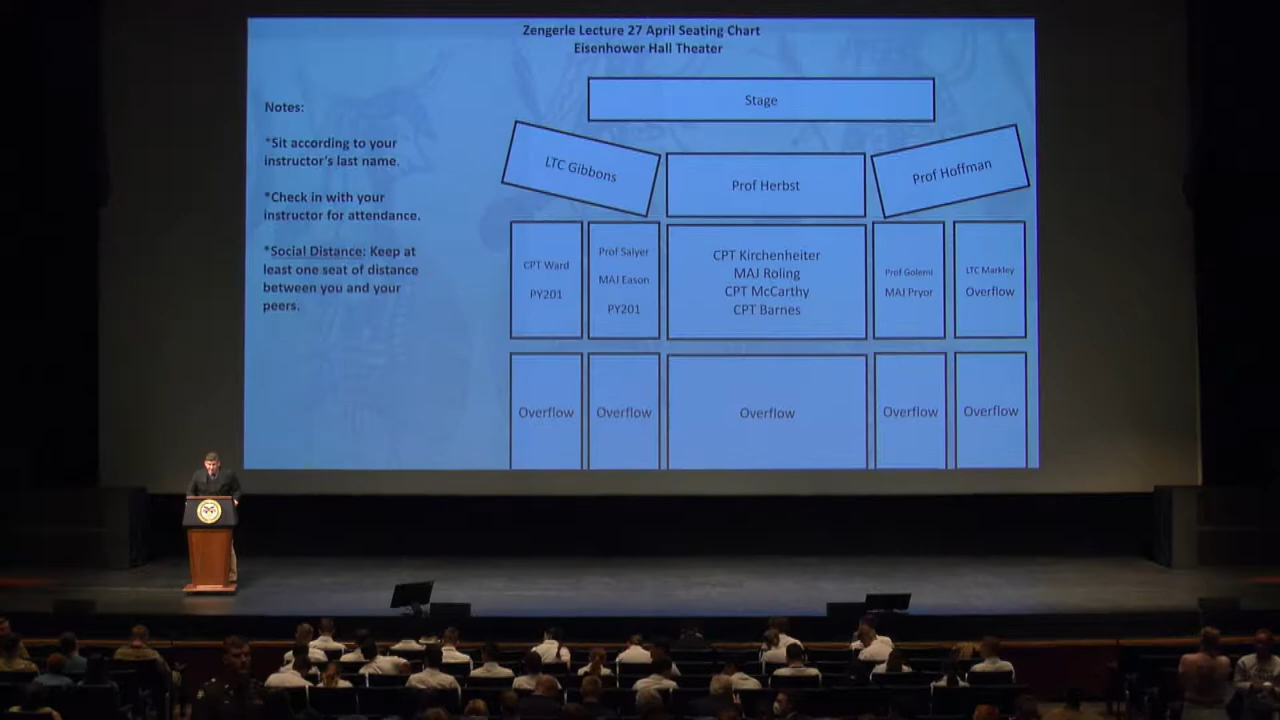 Zengerle Lecture 27 April Seating Chart
Eisenhower Hall Theater
Notes:
*Sit according to your
instructor's last name.
*Check in with your
instructor for attendance.
*Social Distance: Keep at
least one seat of distance
between you and your
peers.
Stage
LTC Gibbons
Prof Herbst
Prof Hoffman
CPT Ward
PY201
Prof Salyer
MAJ Eason
PY201
CPT Kirchenheiter
MAJ Roling
CPT McCarthy
CPT Barnes
Prof Golemi
MAJ Pryor
LTC Markley
Overflow
Overflow
Overflow
Overflow
Overflow
Overflow